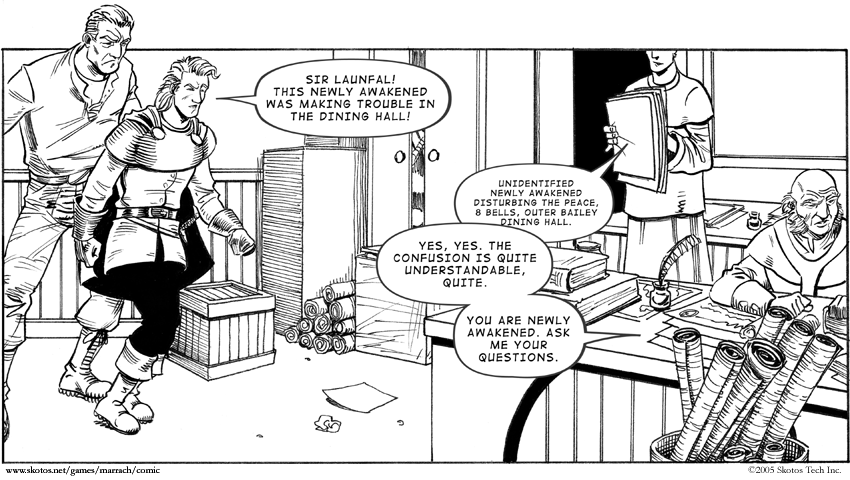 SIR LAUNFAL!
THIS NEWLY AWAKENED
WAS MAKING TROUBLE IN
THE DINING HALL!
UNIDENTIFIED
NEWLY AWAKENED
DISTURBING THE PEACE,
8 BELLS, OUTER BAILEY
DINING HALL.
YES, YES. THE
CONFUSION IS QUITE
UNDERSTANDABLE,
QUITE.
YOU ARE NEWLY
AWAKENED. ASK
ME YOUR
QUESTIONS.
www.skotos.net/games/marrach/comic
©2005 Skotos Tech Inc.